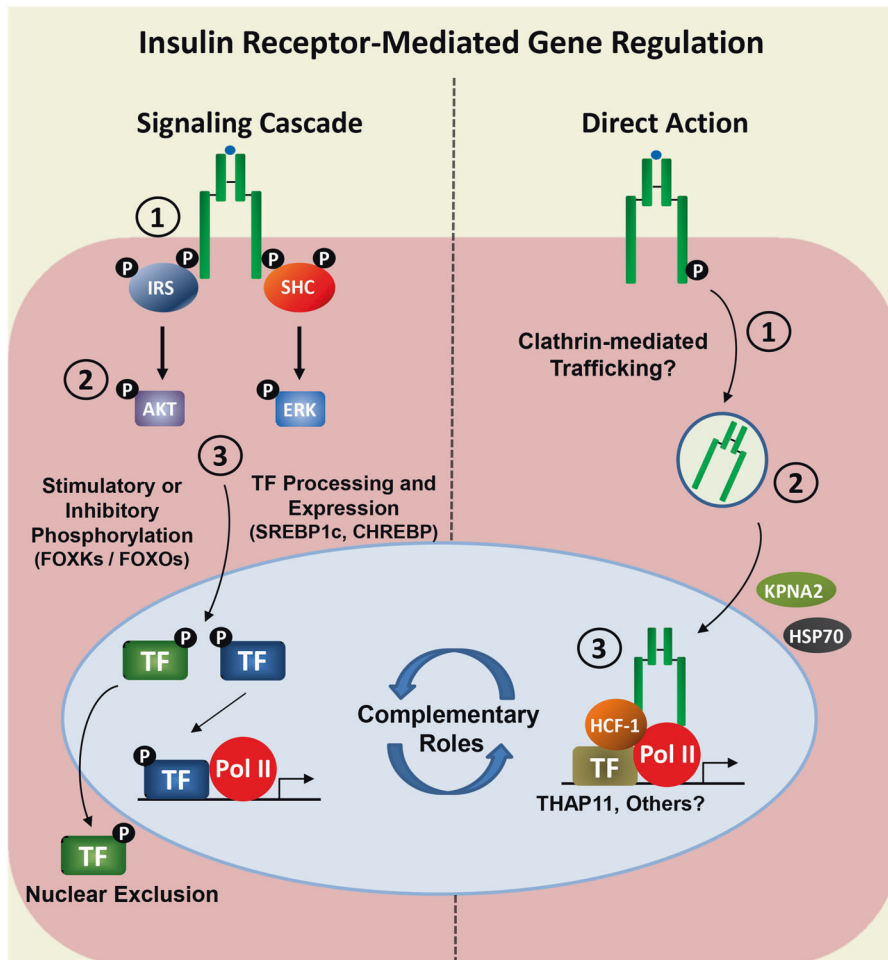 Insulin Receptor-Mediated Gene Regulation
Signaling Cascade
1
P
P
IRS
P
P
SHC
2
P
AKT
P
ERK
3
Stimulatory or
Inhibitory
Phosphorylation
(FOXKs / FOXOs)
TF Processing and
Expression
(SREBP1c, CHREBP)
P
TF
P
TF
P
TF
Pol II
P
TF
Nuclear Exclusion
Complementary
Roles
Direct Action
P
1
Clathrin-mediated
Trafficking?
2
KPNA2
HSP70
3
HCF-1
TF
Pol II
THAP11, Others?